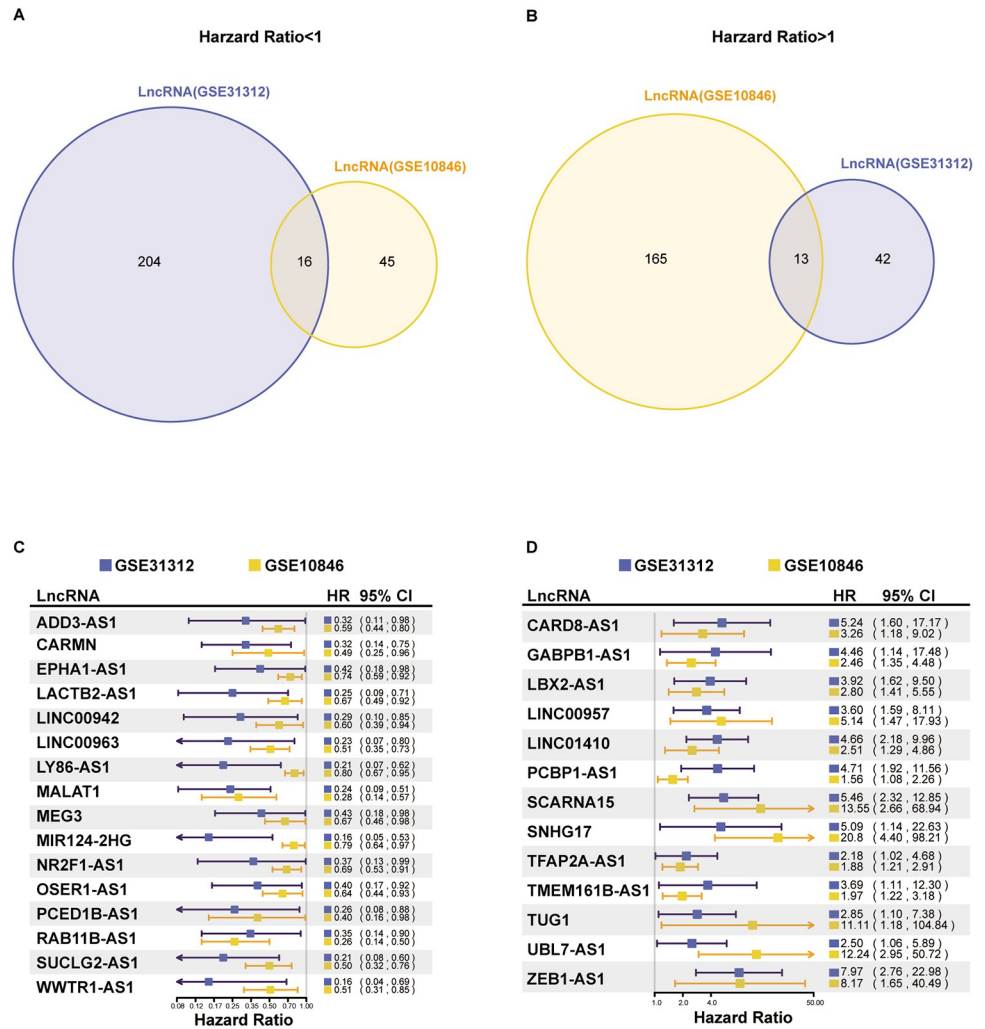 A
Harzard Ratio<1
LncRNA(GSE31312)
LncRNA(GSE10846)
204
16
45
B
Harzard Ratio>1
LncRNA(GSE10846)
LncRNA(GSE31312)
165
13
42
C
GSE31312 GSE10846
LncRNA HR 95% CI
ADD3-AS1 0.32 ( 0.11 , 0.98 )
0.59 ( 0.44 , 0.80 )
CARMN 0.32 ( 0.14 , 0.75 )
0.49 ( 0.25 , 0.96 )
EPHA1-AS1 0.42 ( 0.18 , 0.98 )
0.74 ( 0.59 , 0.92 )
LACTB2-AS1 0.25 ( 0.09 , 0.71 )
0.67 ( 0.49 , 0.92 )
LINC00942 0.29 ( 0.10 , 0.85 )
0.60 ( 0.39 , 0.94 )
LINC00963 0.23 ( 0.07 , 0.80 )
0.51 ( 0.35 , 0.73 )
LY86-AS1 0.21 ( 0.07 , 0.62 )
0.80 ( 0.67 , 0.95 )
MALAT1 0.24 ( 0.09 , 0.51 )
0.28 ( 0.14 , 0.57 )
MEG3 0.43 ( 0.18 , 0.98 )
0.67 ( 0.46 , 0.98 )
MIR124-2HG 0.16 ( 0.05 , 0.53 )
0.79 ( 0.64 , 0.97 )
NR2F1-AS1 0.37 ( 0.13 , 0.99 )
0.69 ( 0.53 , 0.91 )
OSER1-AS1 0.40 ( 0.17 , 0.92 )
0.64 ( 0.44 , 0.93 )
PCED1B-AS1 0.26 ( 0.08 , 0.88 )
0.40 ( 0.16 , 0.98 )
RAB11B-AS1 0.35 ( 0.14 , 0.90 )
0.26 ( 0.14 , 0.50 )
SUCLG2-AS1 0.21 ( 0.08 , 0.60 )
0.50 ( 0.32 , 0.76 )
WWTR1-AS1 0.16 ( 0.04 , 0.69 )
0.51 ( 0.31 , 0.85 )
0.08 0.12 0.17 0.25 0.35 0.50 0.70 1.00
Hazard Ratio
D
GSE31312 GSE10846
LncRNA HR 95% CI
CARD8-AS1 5.24 ( 1.60 , 17.17 )
3.26 ( 1.18 , 9.02 )
GABPB1-AS1 4.46 ( 1.14 , 17.48 )
2.46 ( 1.35 , 4.48 )
LBX2-AS1 3.92 ( 1.62 , 9.50 )
2.80 ( 1.41 , 5.55 )
LINC00957 3.60 ( 1.59 , 8.11 )
5.14 ( 1.47 , 17.93 )
LINC01410 4.66 ( 2.18 , 9.96 )
2.51 ( 1.29 , 4.86 )
PCBP1-AS1 4.71 ( 1.92 , 11.56 )
1.56 ( 1.08 , 2.26 )
SCARNA15 5.46 ( 2.32 , 12.85 )
13.55 ( 2.66 , 68.94 )
SNHG17 5.09 ( 1.14 , 22.63 )
20.8 ( 4.40 , 98.21 )
TFAP2A-AS1 2.18 ( 1.02 , 4.68 )
1.88 ( 1.21 , 2.91 )
TMEM161B-AS1 3.69 ( 1.11 , 12.30 )
1.97 ( 1.22 , 3.18 )
TUG1 2.85 ( 1.10 , 7.38 )
11.11 ( 1.18 , 104.84 )
UBL7-AS1 2.50 ( 1.06 , 5.89 )
12.24 ( 2.95 , 50.72 )
ZEB1-AS1 7.97 ( 2.76 , 22.98 )
8.17 ( 1.65 , 40.49 )
1.0 2.0 4.0 50.00
Hazard Ratio